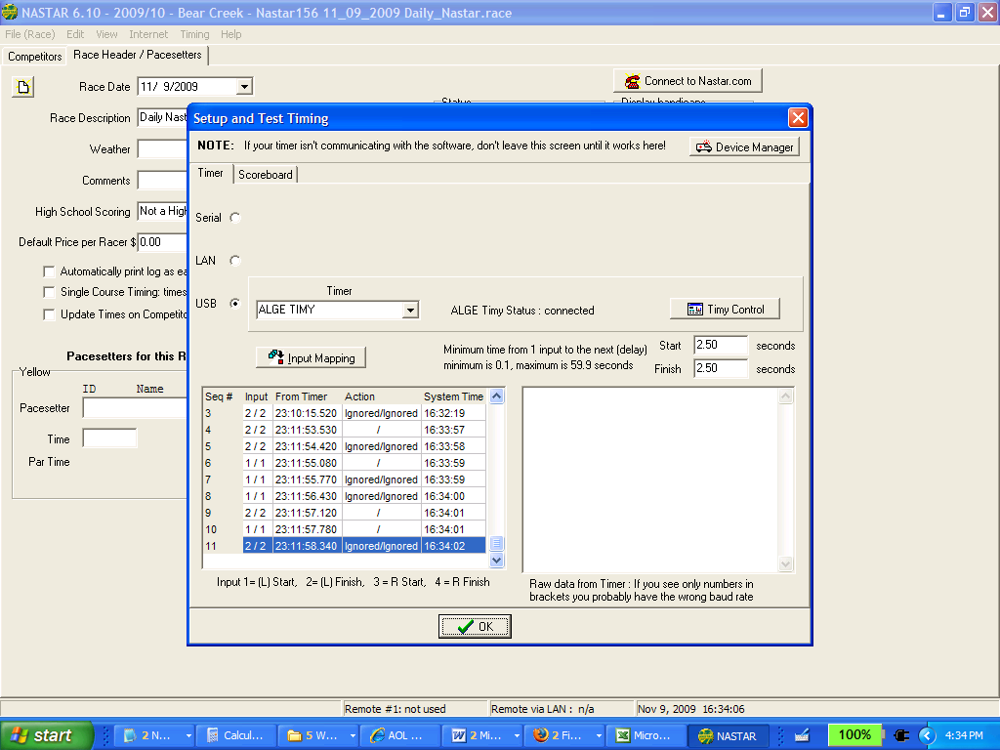 NASTAR 6.10 - 2009/10 - Bear Creek - Nastar156 11_09_2009 Daily_Nastar.race
File (Race) Edit View Internet Timing Help
Competitors Race Header / Pacesetters
Race Date 11/ 9/2009 Connect to Nastar.com
Status Display handicaps
Race Description Daily Nast
Weather
Comments
High School Scoring Not a High
Default Price per Racer $ 0.00
Automatically print log as ea
Single Course Timing: times
Update Times on Competito
Pacesetters for this R
Yellow
ID Name
Pacesetter
Time
Par Time
Setup and Test Timing
NOTE: If your timer isn't communicating with the software, don't leave this screen until it works here! Device Manager
Timer Scoreboard
Serial
LAN
USB
Timer
ALGE TIMY ALGE Timy Status : connected Timy Control
Input Mapping
Minimum time from 1 input to the next (delay) Start 2.50 seconds
minimum is 0.1, maximum is 59.9 seconds Finish 2.50 seconds
Seq # Input From Timer Action System Time
3 2 / 2 23:10:15.520 Ignored/Ignored 16:32:19
4 2 / 2 23:11:53.530 / 16:33:57
5 2 / 2 23:11:54.420 Ignored/Ignored 16:33:58
6 1 / 1 23:11:55.080 / 16:33:59
7 1 / 1 23:11:55.770 Ignored/Ignored 16:33:59
8 1 / 1 23:11:56.430 Ignored/Ignored 16:34:00
9 2 / 2 23:11:57.120 / 16:34:01
10 1 / 1 23:11:57.780 / 16:34:01
11 2 / 2 23:11:58.340 Ignored/Ignored 16:34:02
Input 1= (L) Start, 2= (L) Finish, 3 = R Start, 4 = R Finish
Raw data from Timer : If you see only numbers in
brackets you probably have the wrong baud rate
OK
Remote #1: not used Remote via LAN : n/a Nov 9, 2009 16:34:06
start 2 N... Calcul... 5 W... AOL ... 2 Mi... 2 Fi... Micro... NASTAR 100% 4:34 PM